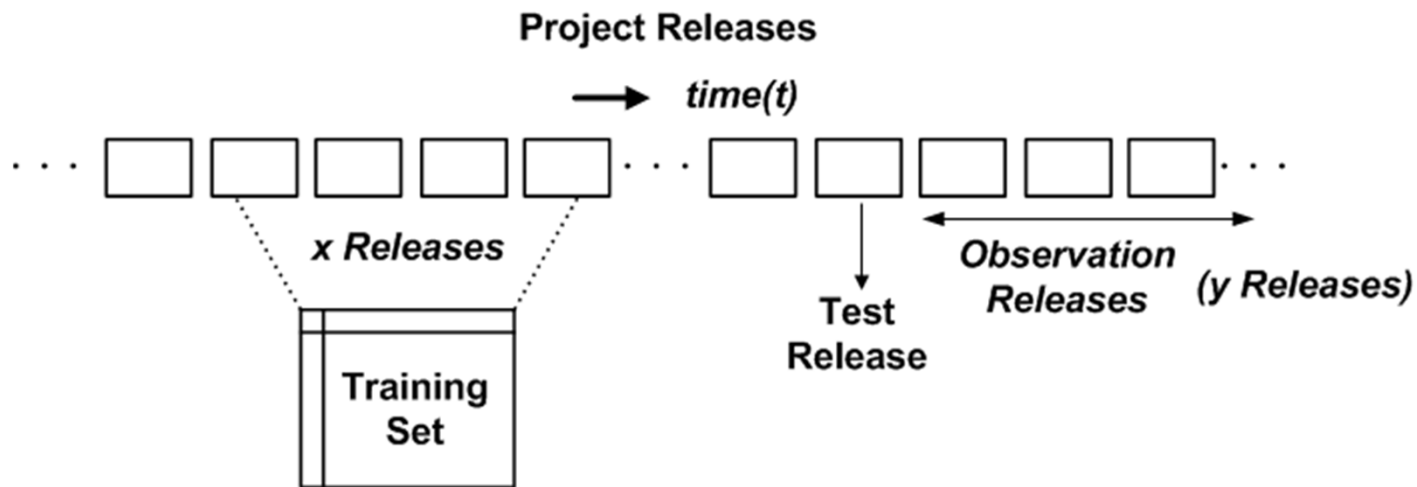 Project Releases
time(t)
. . .
. . .
. . .
x Releases
Observation
Releases
(y Releases)
Test
Release
Training
Set